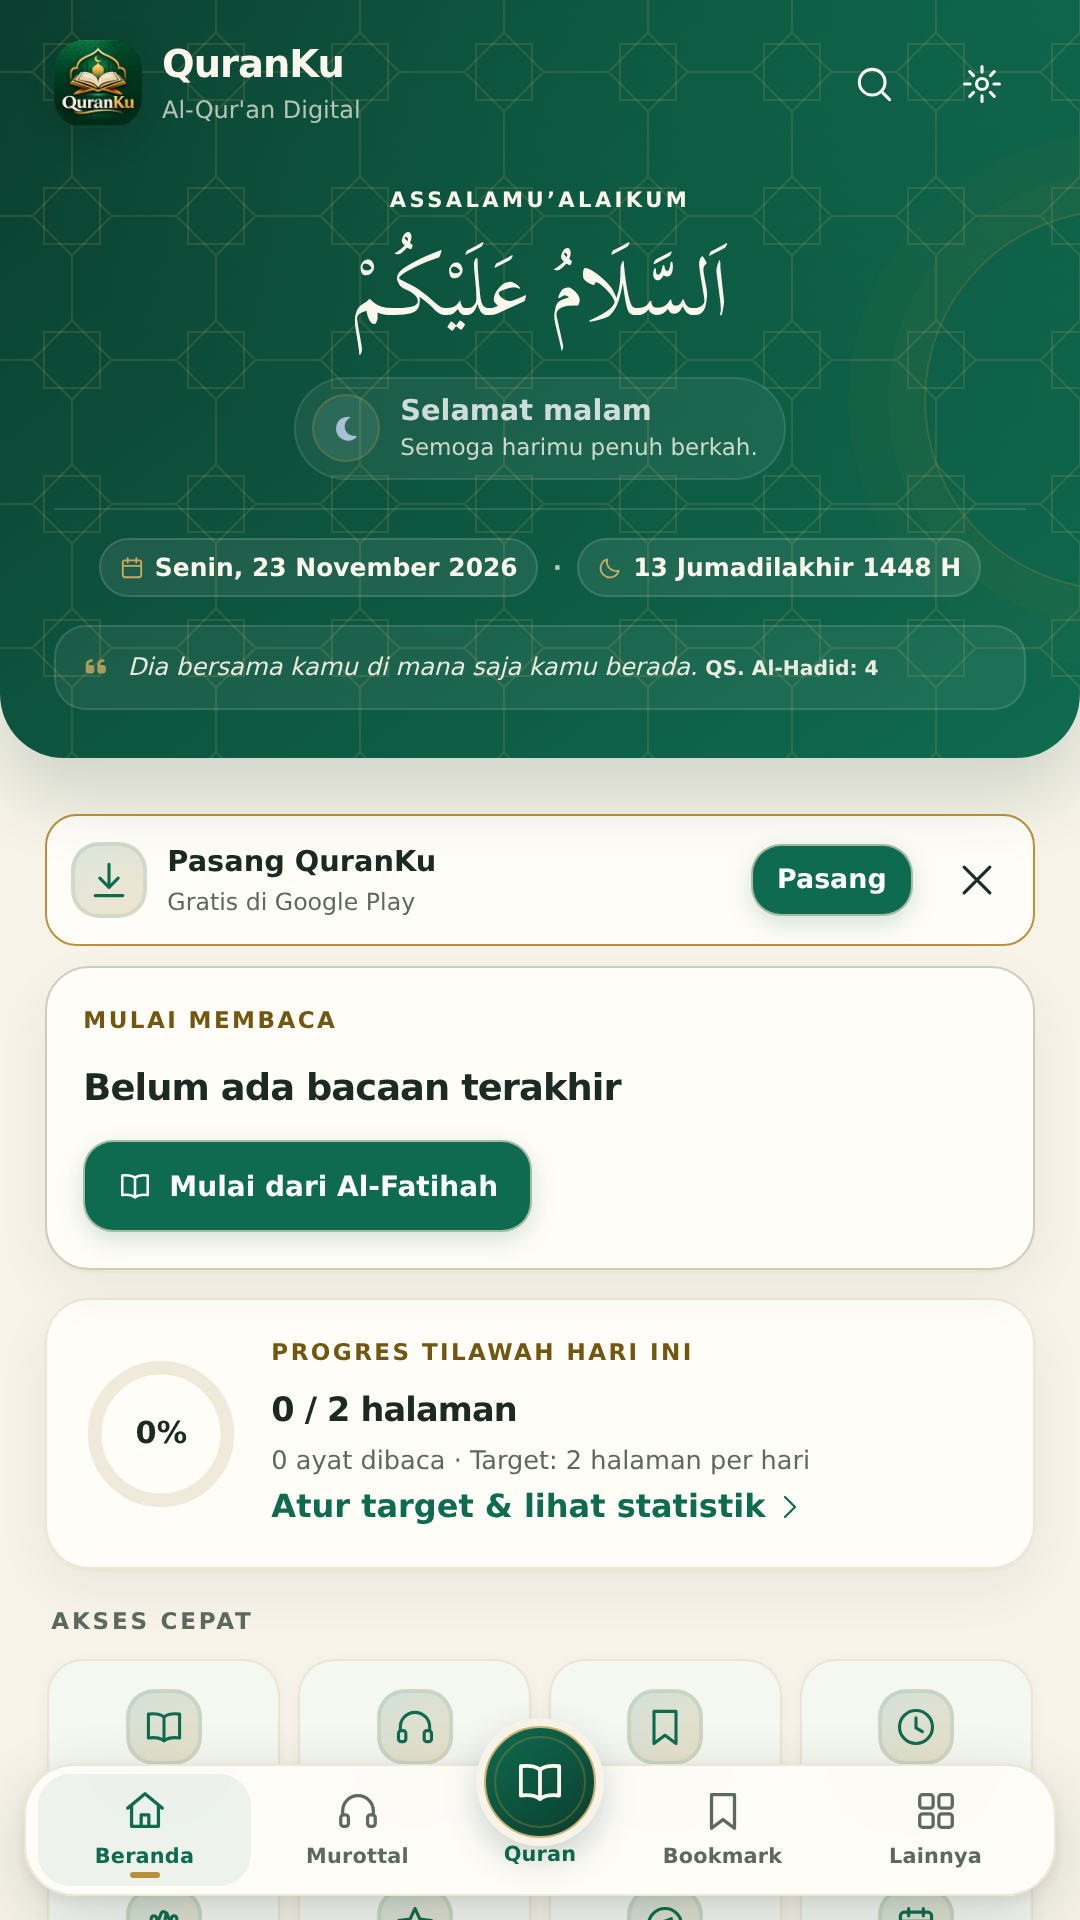 QuranKu
QuranKu
Al-Qur'an Digital
ASSALAMU’ALAIKUM
اَلسَّلَامُ عَلَيْكُمْ
Selamat malam
Semoga harimu penuh berkah.
Senin, 23 November 2026 · 13 Jumadilakhir 1448 H
Dia bersama kamu di mana saja kamu berada. QS. Al-Hadid: 4
Pasang QuranKu
Gratis di Google Play
Pasang
MULAI MEMBACA
Belum ada bacaan terakhir
Mulai dari Al-Fatihah
PROGRES TILAWAH HARI INI
0%
0 / 2 halaman
0 ayat dibaca · Target: 2 halaman per hari
Atur target & lihat statistik
AKSES CEPAT
Beranda
Murottal
Quran
Bookmark
Lainnya